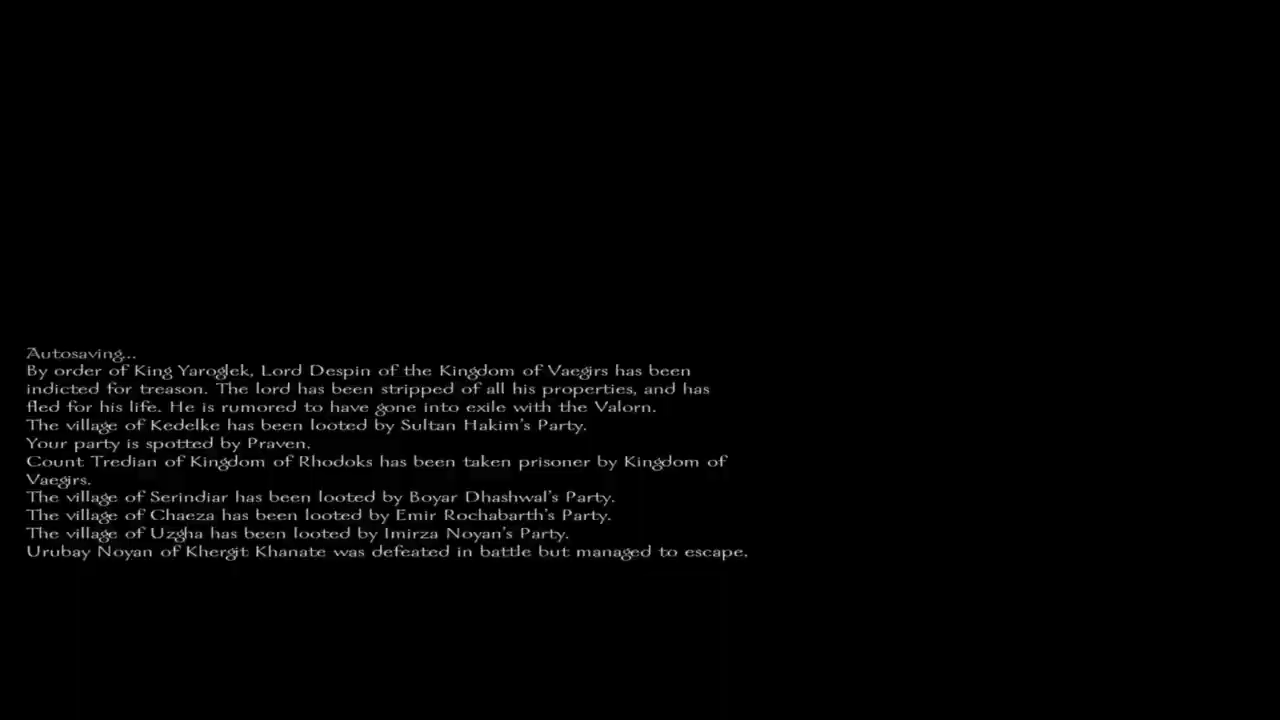 Autosaving...
By order of King Yaroglek, Lord Despin of the Kingdom of Vaegirs has been
indicted for treason. The lord has been stripped of all his properties, and has
fled for his life. He is rumored to have gone into exile with the Valorn.
The village of Kedelke has been looted by Sultan Hakim's Party.
Your party is spotted by Praven.
Count Tredian of Kingdom of Rhodoks has been taken prisoner by Kingdom of
Vaegirs.
The village of Serindiar has been looted by Boyar Dhashwal's Party.
The village of Chaeza has been looted by Emir Rochabarth's Party.
The village of Uzgha has been looted by Imirza Noyan's Party.
Urubay Noyan of Khergit Khanate was defeated in battle but managed to escape.